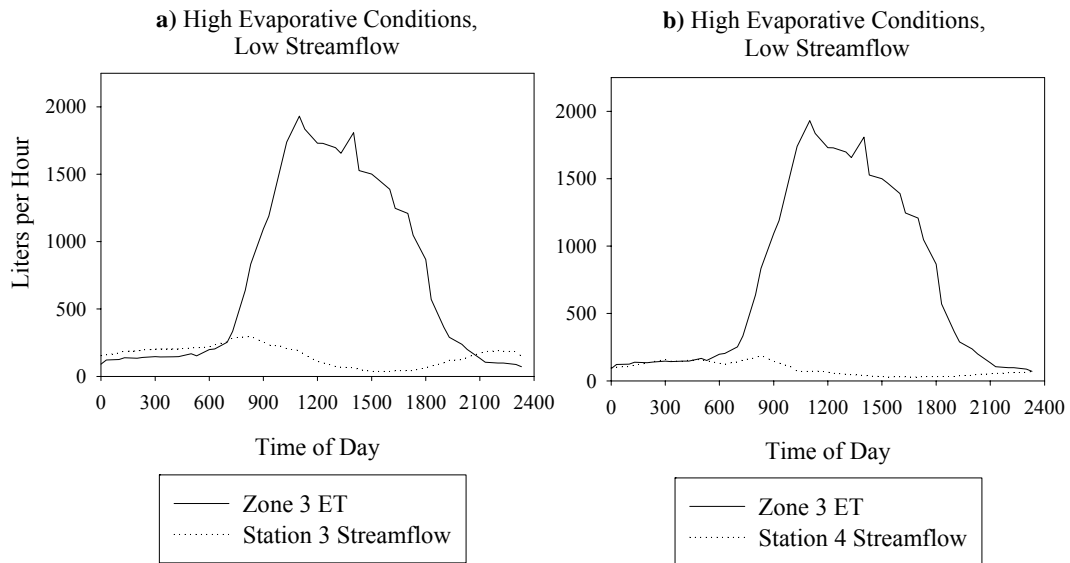 a) High Evaporative Conditions,
Low Streamflow
Liters per Hour
2000
1500
1000
500
0
0 300 600 900 1200 1500 1800 2100 2400
Time of Day
Zone 3 ET
Station 3 Streamflow
b) High Evaporative Conditions,
Low Streamflow
2000
1500
1000
500
0
0 300 600 900 1200 1500 1800 2100 2400
Time of Day
Zone 3 ET
Station 4 Streamflow